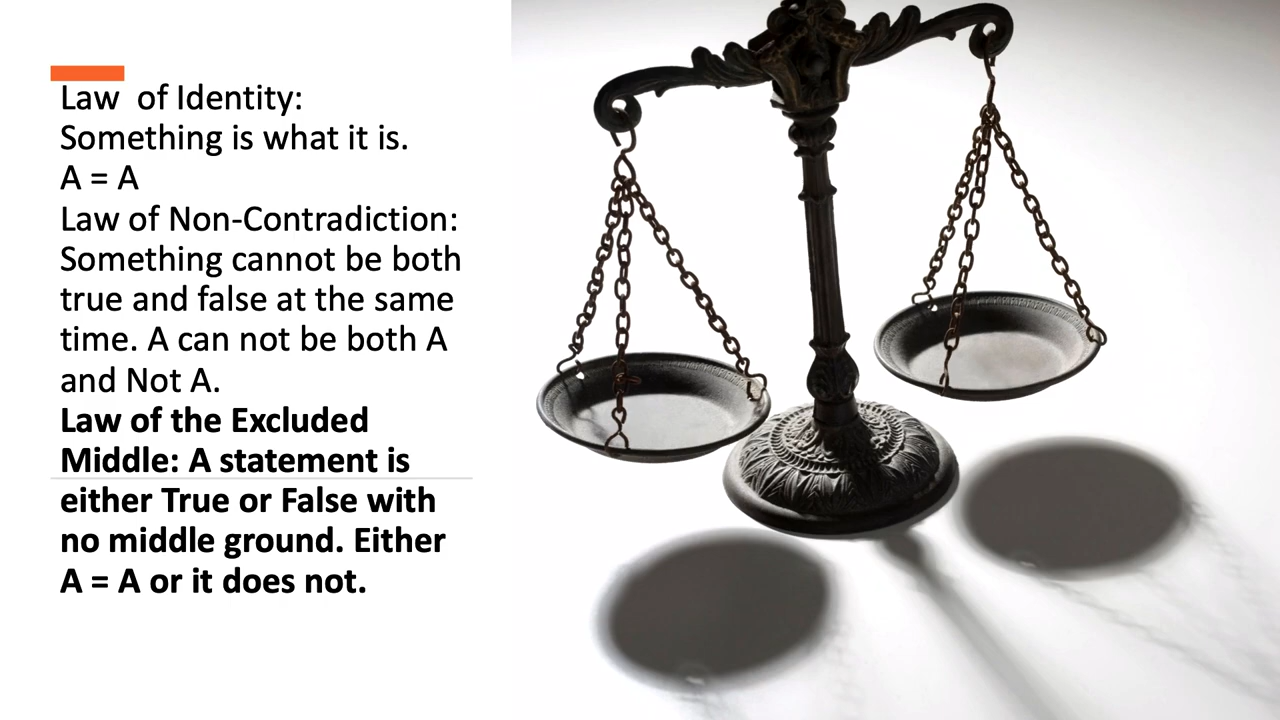 Law  of Identity:
Something is what it is.
A = A
Law of Non-Contradiction:
Something cannot be both
true and false at the same
time. A can not be both A
and Not A.
Law of the Excluded
Middle: A statement is
either True or False with
no middle ground. Either
A = A or it does not.